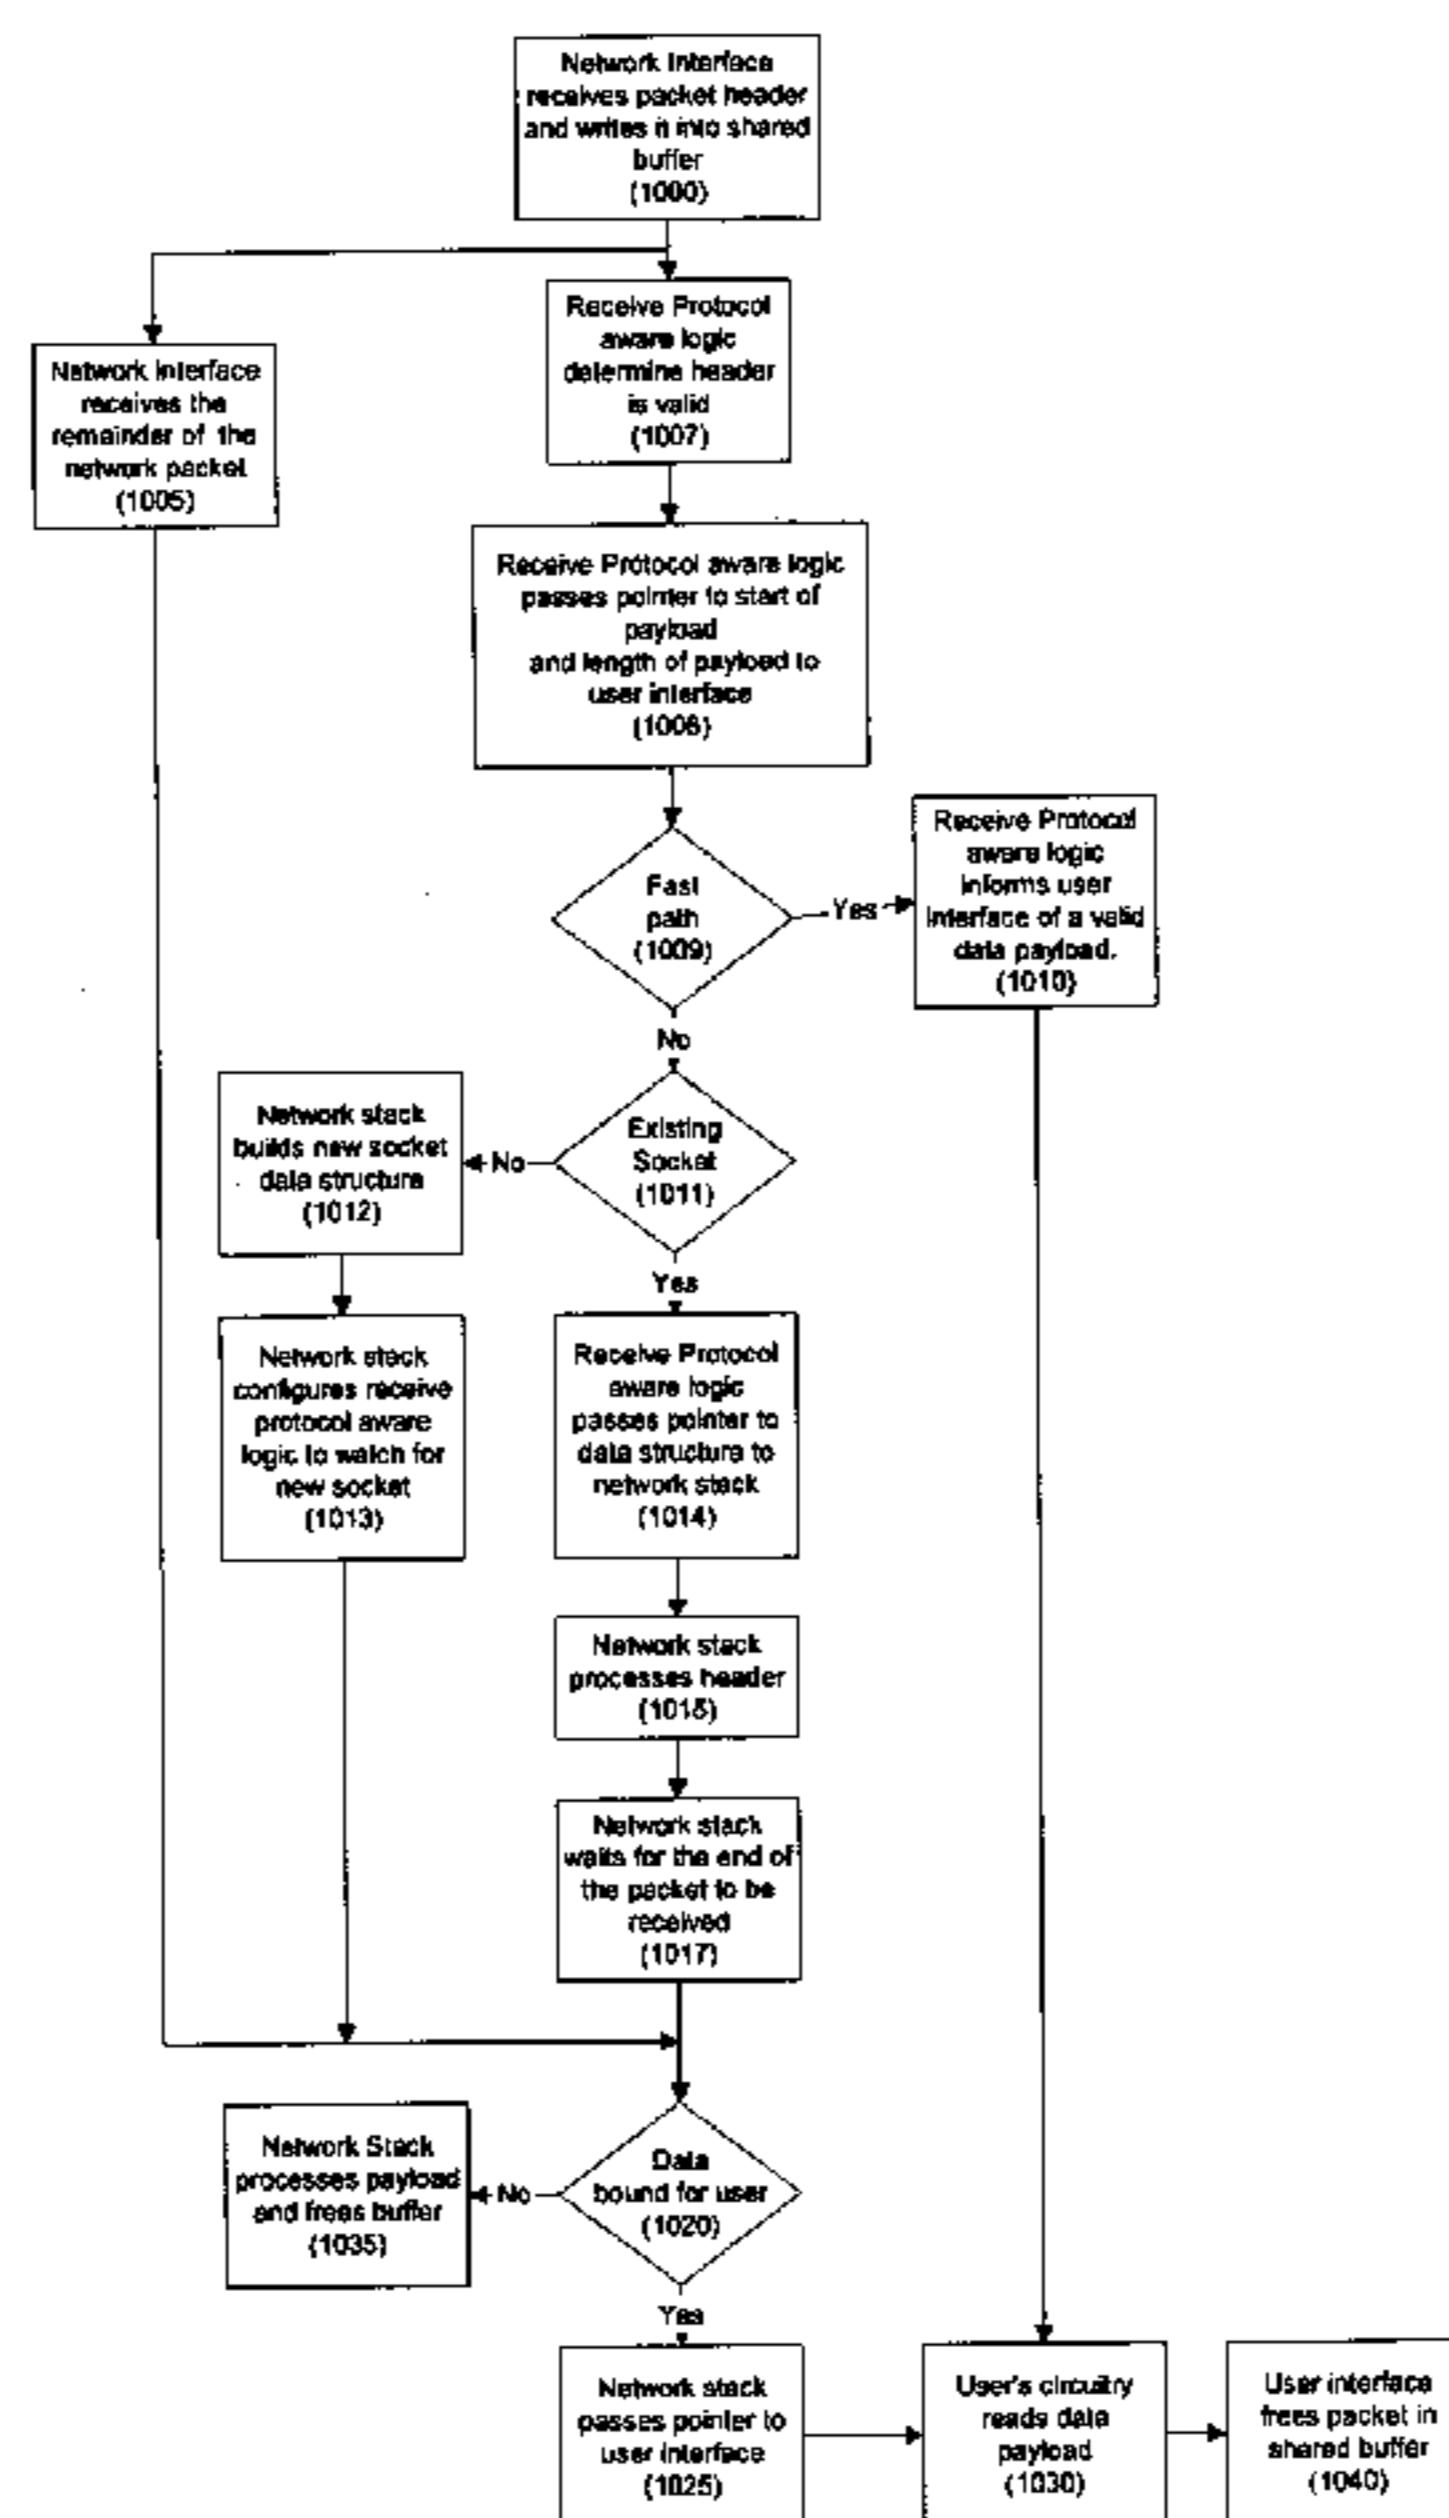 Network Interface
receives packet header
and writes it into shared
buffer
(1000)
Receive Protocol
aware logic
determine header
is valid
(1007)
Network Interface
receives the
remainder of the
network packet
(1005)
Receive Protocol aware logic
passes pointer to start of
payload
and length of payload to
user interface
(1008)
Fast
path
(1009)
Yes
Receive Protocol
aware logic
informs user
interface of a valid
data payload.
(1010)
No
Existing
Socket
(1011)
No
Network stack
builds new socket
data structure
(1012)
Yes
Network stack
configures receive
protocol aware
logic to watch for
new socket
(1013)
Receive Protocol
aware logic
passes pointer to
data structure to
network stack
(1014)
Network stack
processes header
(1015)
Network stack
waits for the end of
the packet to be
received
(1017)
Data
bound for user
(1020)
No
Network Stack
processes payload
and frees buffer
(1035)
Yes
Network stack
passes pointer to
user interface
(1025)
User's circuitry
reads data
payload
(1030)
User interface
frees packet in
shared buffer
(1040)